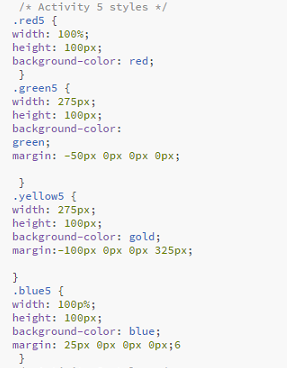 /* Activity 5 styles */
.red5 {
width: 100%;
height: 100px;
background-color: red;
}
.green5 {
width: 275px;
height: 100px;
background-color:
green;
margin: -50px 0px 0px 0px;
}
.yellow5 {
width: 275px;
height: 100px;
background-color: gold;
margin:-100px 0px 0px 325px;
}
.blue5 {
width: 100p%;
height: 100px;
background-color: blue;
margin: 25px 0px 0px 0px;6
}